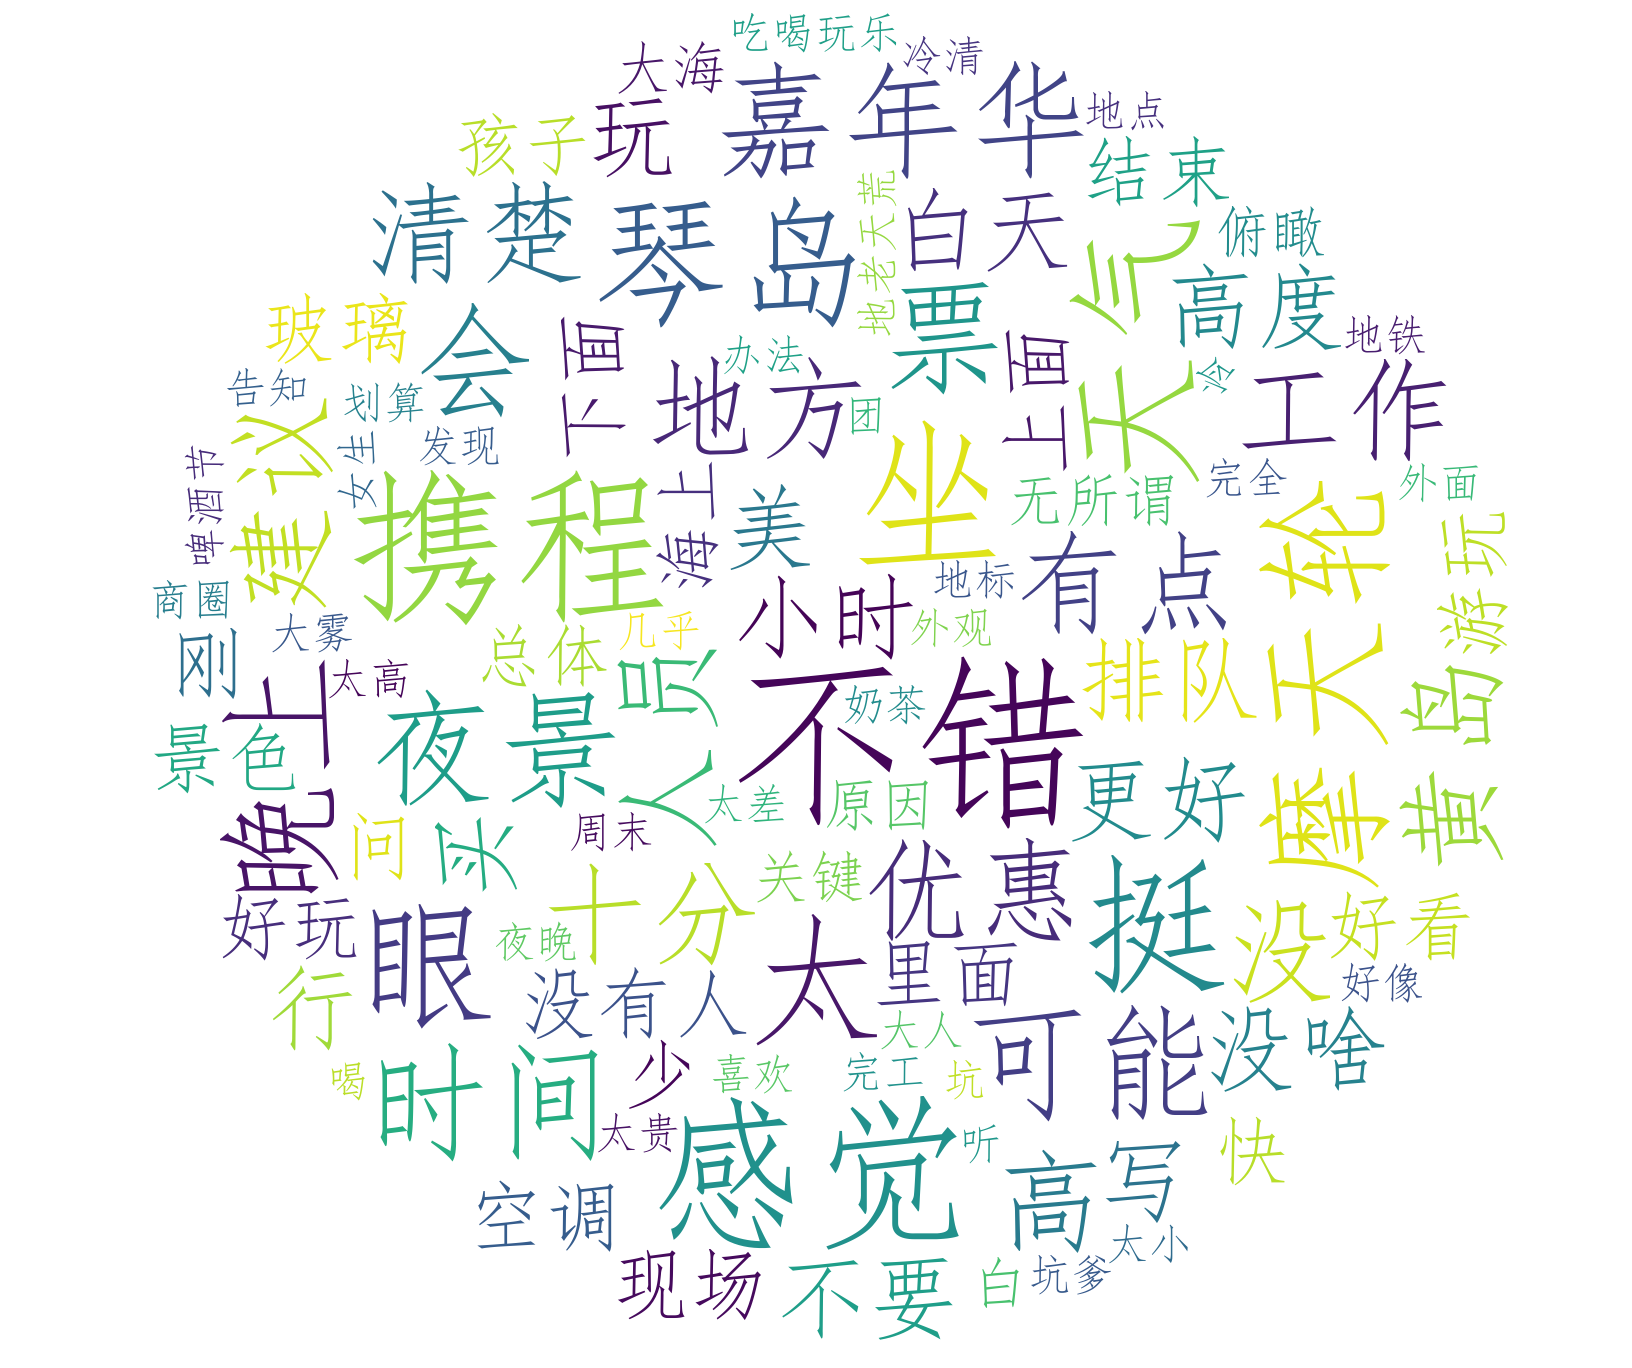 吃喝玩乐
大海
冷清
嘉年华
玩
地点
孩子
结束
清楚
琴岛
地老天荒
白天
俯瞰
天气
高度
玻璃
会
下面
票
上面
地铁
办法
地方
告知
划算
冷
工作
团
建议
女生
发现
坐
啤酒节
携程
海上
美
无所谓
完全
外面
摩天轮
黄岛
游玩
有点
商圈
地标
小时
外观
大雾
刚
总体
几乎
人员
晚上
太高
不错
奶茶
排队
景色
夜景
太差
原因
更好
问
买
周末
关键
优惠
挺
好玩
眼
夜晚
十分
太
里面
没
好看
好像
行
没有人
大人
可能
没啥
时间
少
喜欢
完工
坑
喝
太贵
感觉
听
快
空调
高
写
太小
现场
不要
白
坑爹